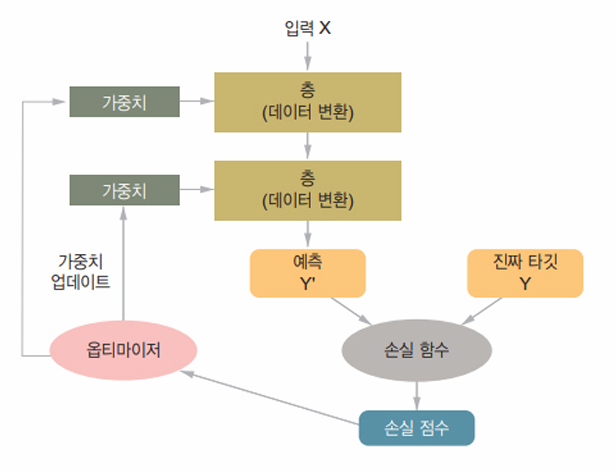 입력 X
가중치
층
(데이터 변환)
가중치
층
(데이터 변환)
가중치
업데이트
예측
Y'
진짜 타깃
Y
옵티마이저
손실 함수
손실 점수